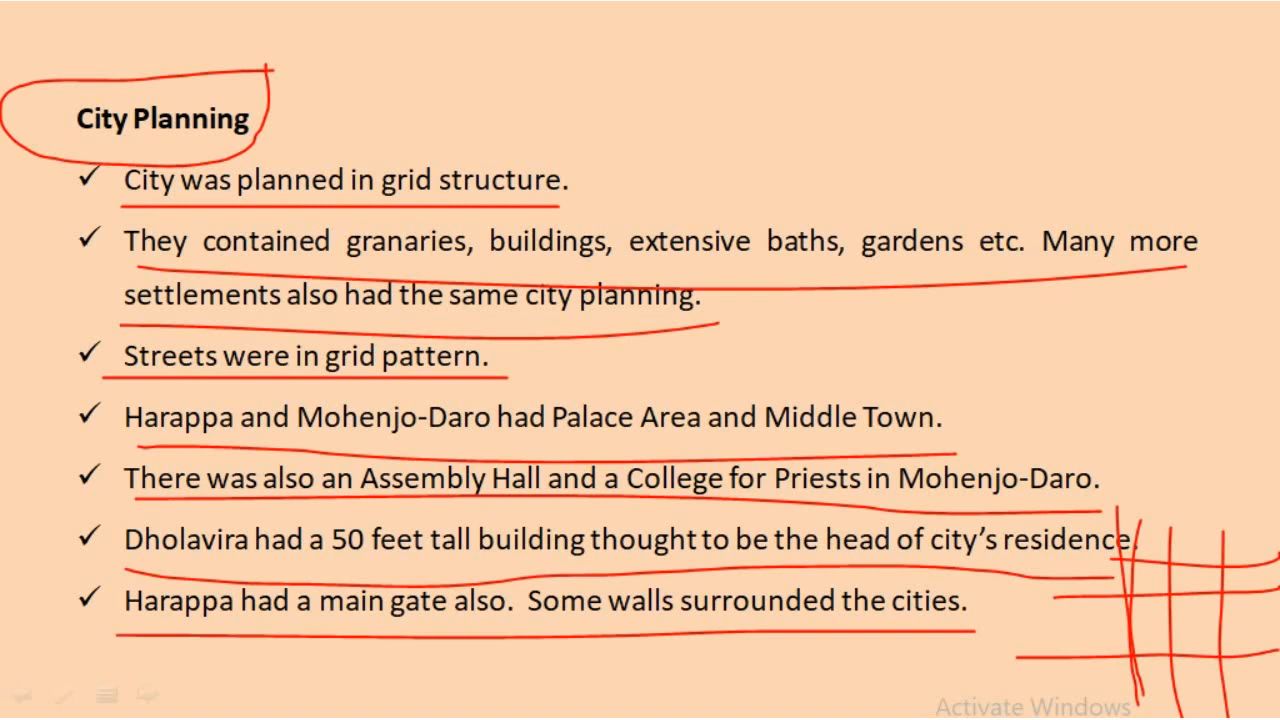 City Planning
✓ City was planned in grid structure.
✓ They contained granaries, buildings, extensive baths, gardens etc. Many more
settlements also had the same city planning.
✓ Streets were in grid pattern.
✓ Harappa and Mohenjo-Daro had Palace Area and Middle Town.
✓ There was also an Assembly Hall and a College for Priests in Mohenjo-Daro.
✓ Dholavira had a 50 feet tall building thought to be the head of city’s residence.
✓ Harappa had a main gate also. Some walls surrounded the cities.
Activate Windows